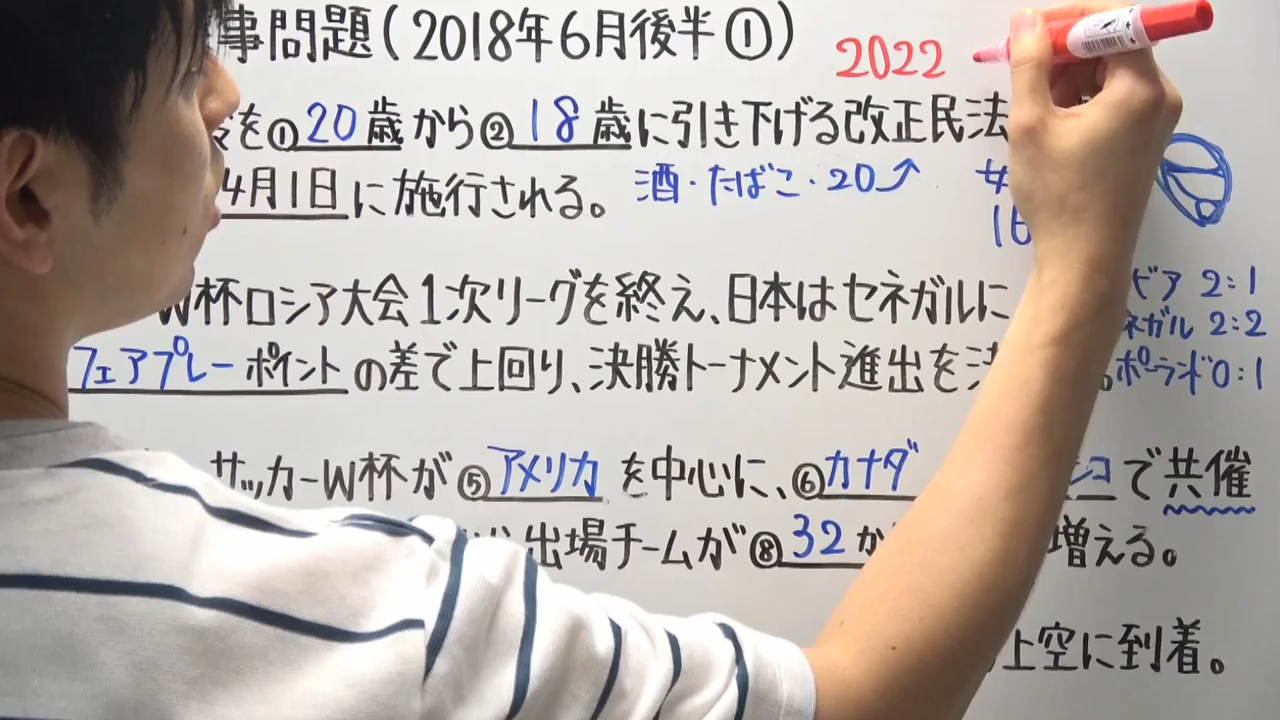 事問題(2018年6月後半①) 2022
を①20歳から②18歳に引き下げる改正民法
4月1日に施行される。 酒・たばこ・20 16
W杯ロシア大会1次リーグを終え、日本はセネガルに
ビア 2:1
ネガル 2:2
フェアプレーポイントの差で上回り、決勝トーナメント進出を
ポーランド0:1
サッカーW杯が⑤アメリカを中心に、⑥カナダ コで共催
出場チームが⑧32か 増える。
上空に到着。